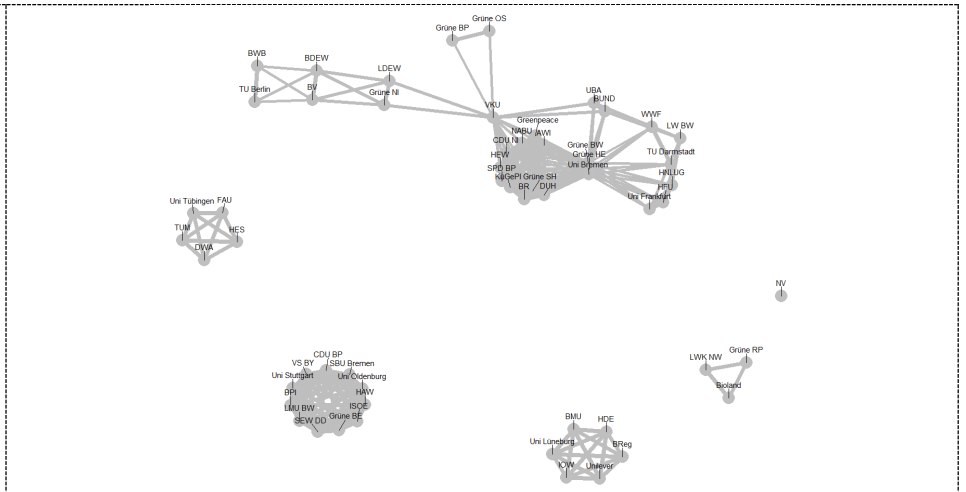 Grüne OS
Grüne BP
BWB
BDEW
LDEW
TU Berlin
BV
Grüne NI
VKU
UBA
BUND
WWF
LW BW
Greenpeace
NABU
AWI
CDU NI
HEW
Grüne BW
Grüne HE
Uni Bremen
TU Darmstadt
HNLUG
SPD BP
KuGePl
Grüne SH
BR
DUH
HFU
Uni Frankfurt
Uni Tübingen
FAU
TUM
HES
DWA
NV
CDU BP
VS BY
SBU Bremen
Uni Stuttgart
Uni Oldenburg
BPI
HAW
LMU BW
ISOE
SEW DD
Grüne BE
LWK NW
Grüne RP
Bioland
BMU
HDE
Uni Lüneburg
BReg
IOW
Unilever